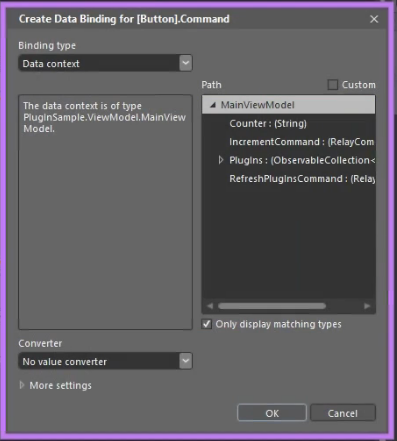 Create Data Binding for [Button].Command
Binding type
Data context
Path
Custom
The data context is of type
PlugInSample.ViewModel.MainView
Model.
MainViewModel
Counter : (String)
IncrementCommand : (RelayCom
PlugIns : (ObservableCollection<
RefreshPlugInsCommand : (Relay
Only display matching types
Converter
No value converter
More settings
OK
Cancel